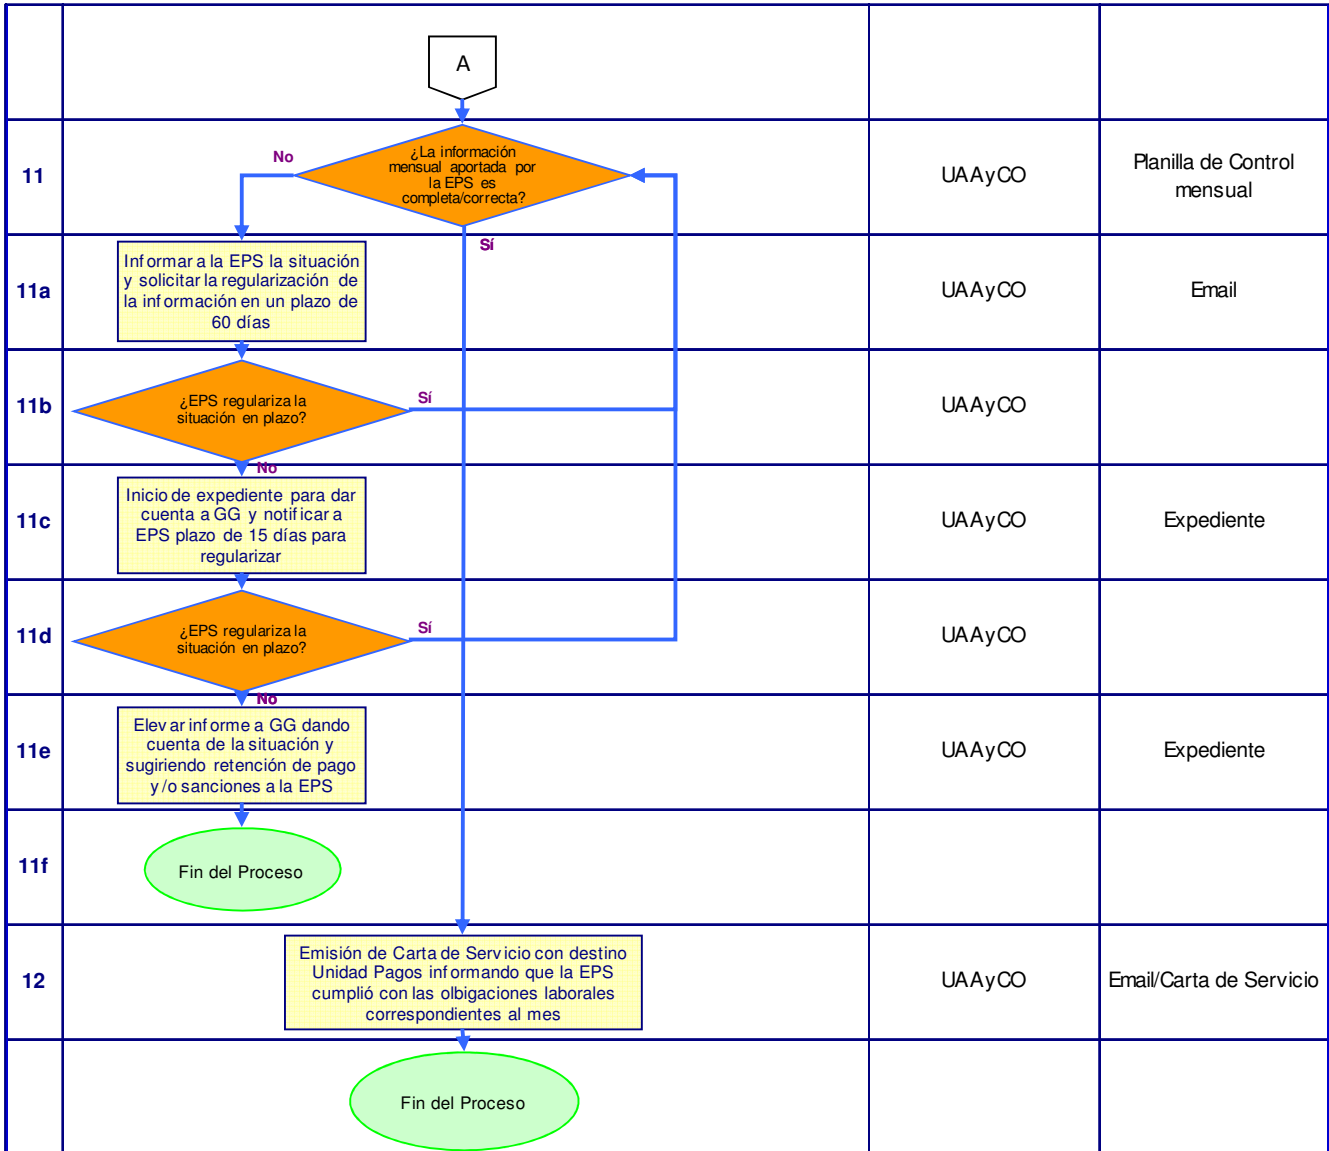 A
11
No
¿La información
mensual aportada por
la EPS es
completa/correcta?
UAAyCO
Planilla de Control
mensual
Sí
11a
Informar a la EPS la situación
y solicitar la regularización de
la información en un plazo de
60 días
UAAyCO
Email
11b
¿EPS regulariza la
situación en plazo?
Sí
UAAyCO
No
11c
Inicio de expediente para dar
cuenta a GG y notificar a
EPS plazo de 15 días para
regularizar
UAAyCO
Expediente
11d
¿EPS regulariza la
situación en plazo?
Sí
UAAyCO
No
11e
Elevar informe a GG dando
cuenta de la situación y
sugiriendo retención de pago
y/o sanciones a la EPS
UAAyCO
Expediente
11f
Fin del Proceso
12
Emisión de Carta de Servicio con destino
Unidad Pagos informando que la EPS
cumplió con las olbigaciones laborales
correspondientes al mes
UAAyCO
Email/Carta de Servicio
Fin del Proceso